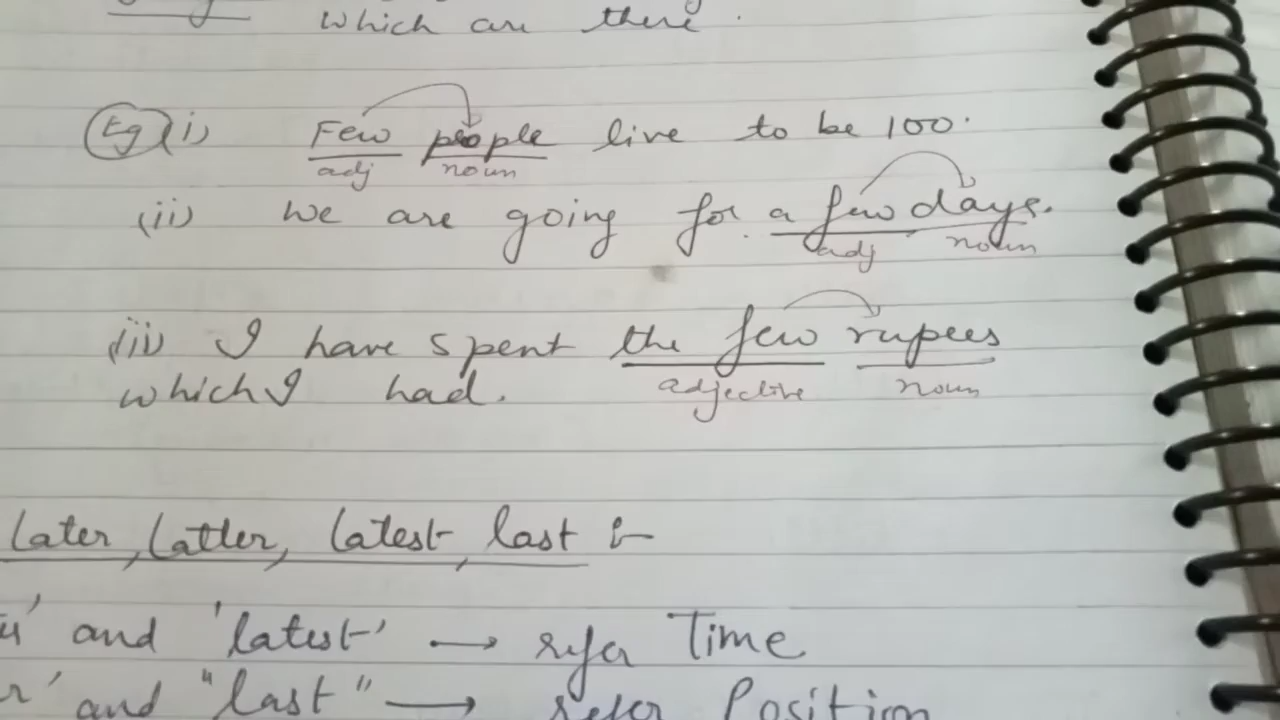 which are there.
Eg (i) Few people live to be 100.
adj noun
(ii) We are going for a few days.
adj noun
(iii) I have spent the few rupees
which I had. adjective noun
Later, Latter, Latest, last :-
and 'latest' → refer Time
and "last" → refer Position